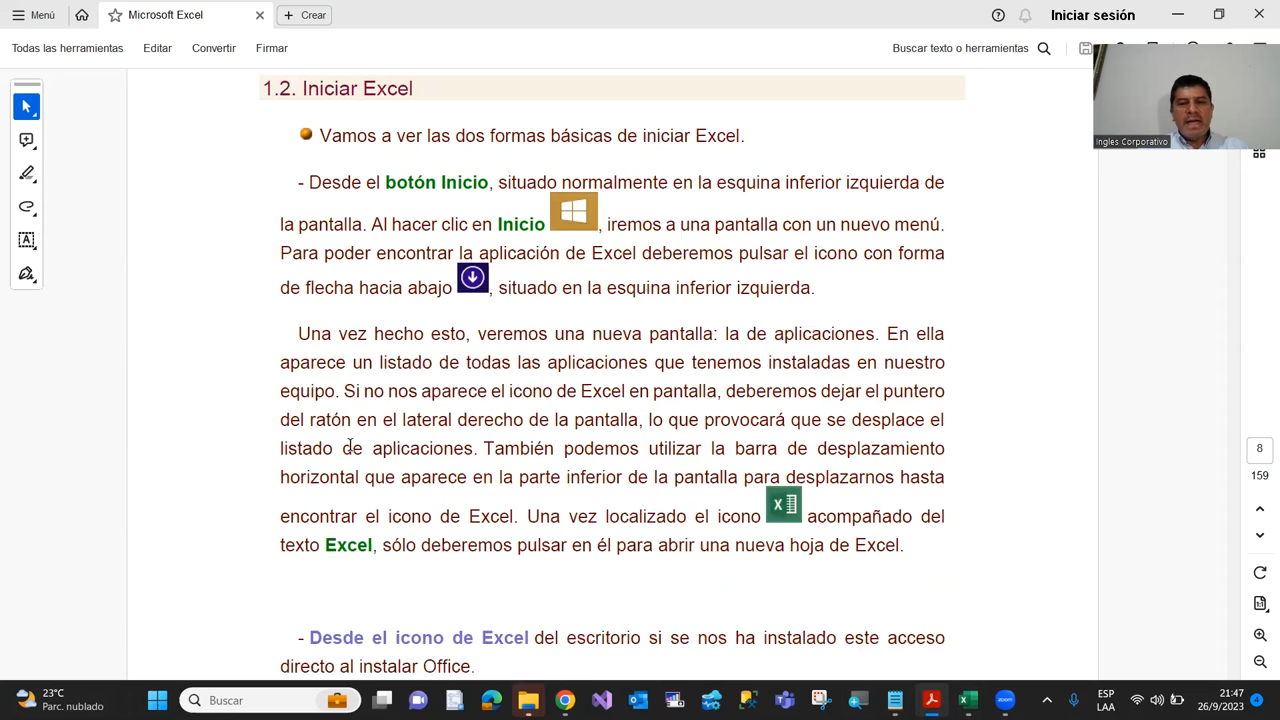 Menú
Microsoft Excel
Crear
Iniciar sesión
Todas las herramientas
Editar
Convertir
Firmar
Buscar texto o herramientas
1.2. Iniciar Excel
Vamos a ver las dos formas básicas de iniciar Excel.
- Desde el botón Inicio, situado normalmente en la esquina inferior izquierda de
la pantalla. Al hacer clic en Inicio , iremos a una pantalla con un nuevo menú.
Para poder encontrar la aplicación de Excel deberemos pulsar el icono con forma
de flecha hacia abajo , situado en la esquina inferior izquierda.
Una vez hecho esto, veremos una nueva pantalla: la de aplicaciones. En ella
aparece un listado de todas las aplicaciones que tenemos instaladas en nuestro
equipo. Si no nos aparece el icono de Excel en pantalla, deberemos dejar el puntero
del ratón en el lateral derecho de la pantalla, lo que provocará que se desplace el
listado de aplicaciones. También podemos utilizar la barra de desplazamiento
horizontal que aparece en la parte inferior de la pantalla para desplazarnos hasta
encontrar el icono de Excel. Una vez localizado el icono acompañado del
texto Excel, sólo deberemos pulsar en él para abrir una nueva hoja de Excel.
- Desde el icono de Excel del escritorio si se nos ha instalado este acceso
directo al instalar Office.
Ingles Corporativo
8
159
23°C
Parc. nublado
Buscar
ESP
LAA
21:47
26/9/2023